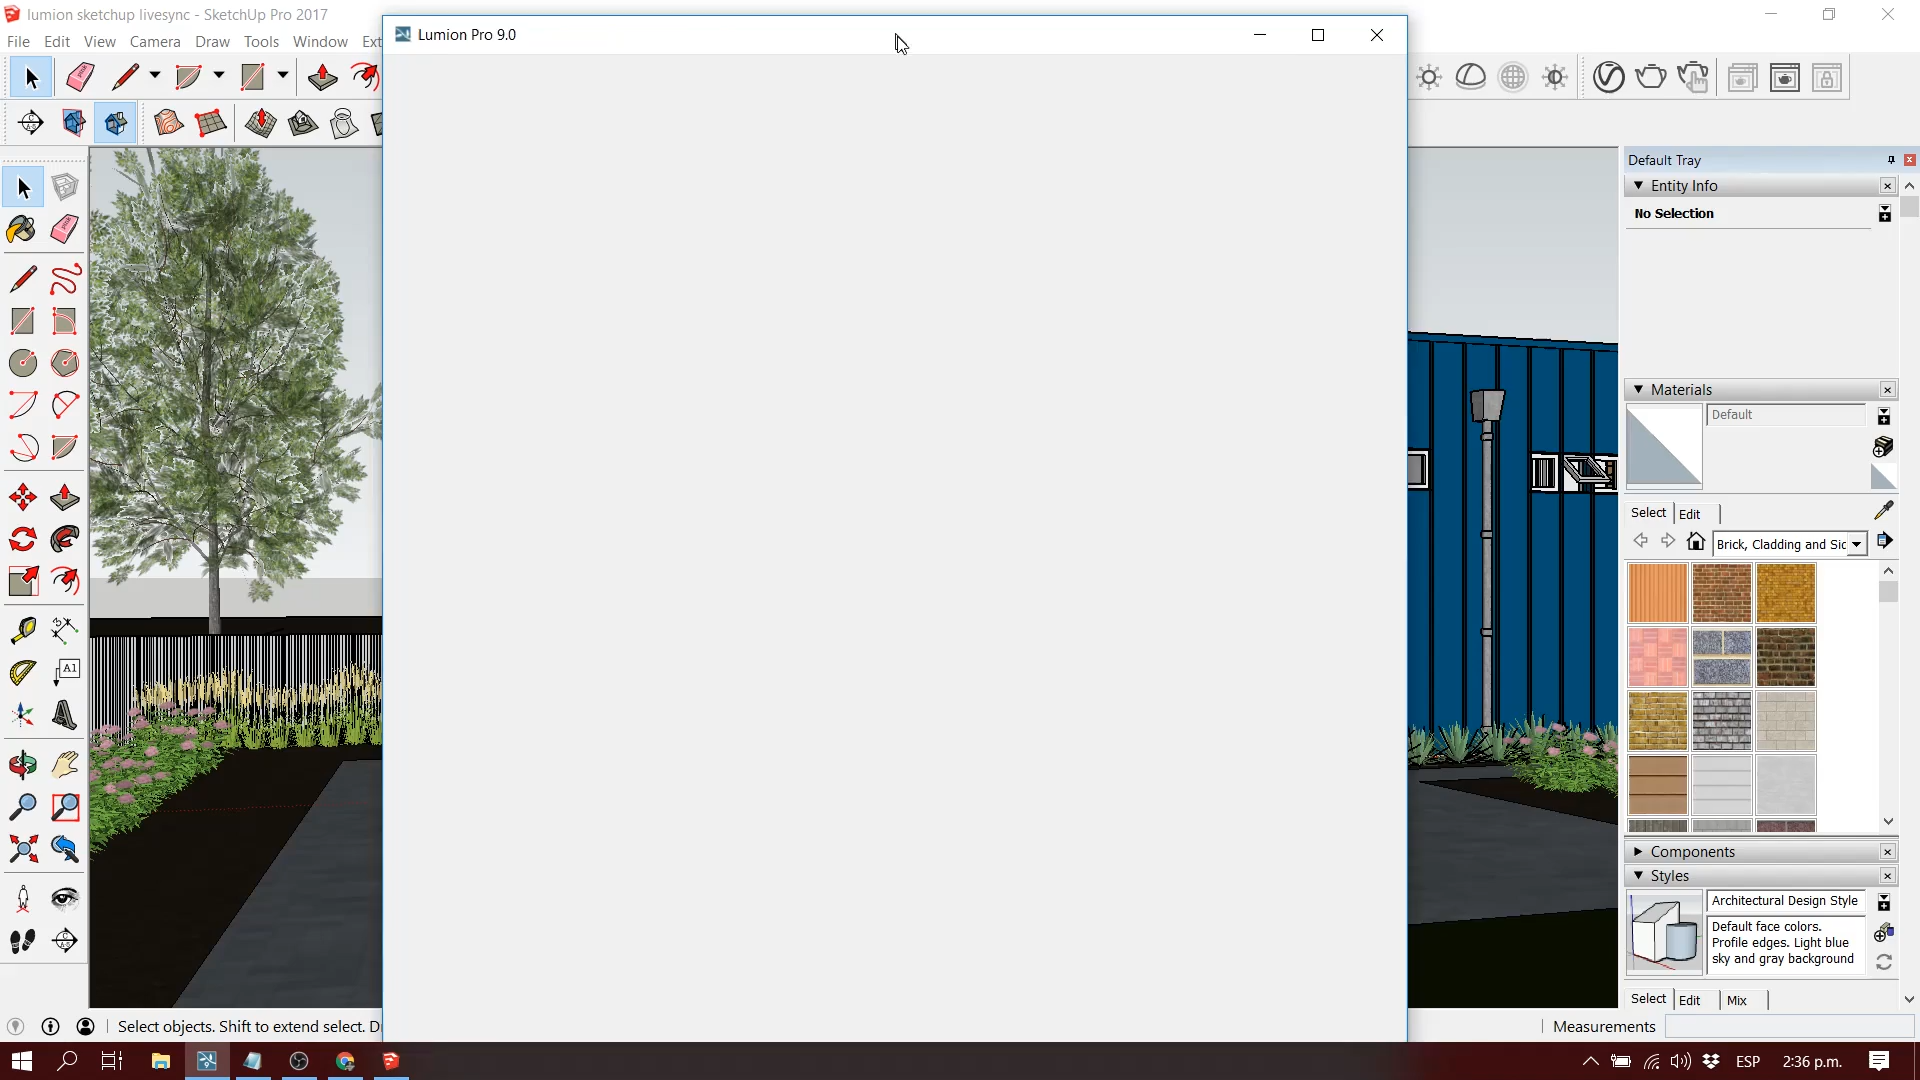 lumion sketchup livesync - SketchUp Pro 2017
File Edit View Camera Draw Tools Window Ext
Lumion Pro 9.0
Default Tray
Entity Info
No Selection
Materials
Default
Select Edit
Brick, Cladding and Sic
Components
Styles
Architectural Design Style
Default face colors.
Profile edges. Light blue
sky and gray background
Select Edit Mix
A1
Select objects. Shift to extend select. D
Measurements
ESP 2:36 p.m.